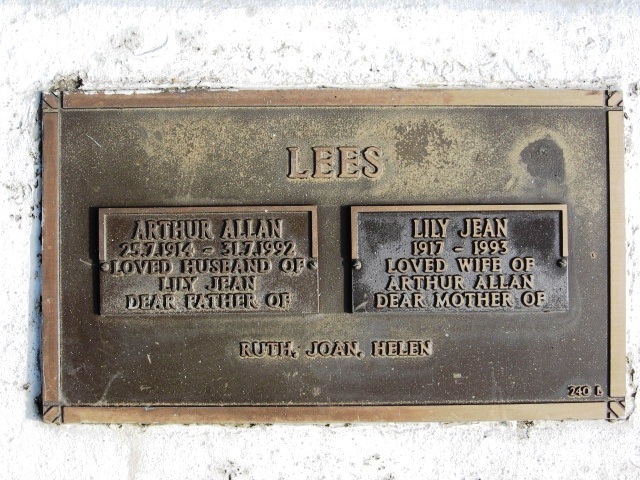 LEES
ARTHUR ALLAN
25.7.1914 - 31.7.1992
LOVED HUSBAND OF
LILY JEAN
DEAR FATHER OF
LILY JEAN
1917 - 1993
LOVED WIFE OF
ARTHUR ALLAN
DEAR MOTHER OF
RUTH, JOAN, HELEN
240 L